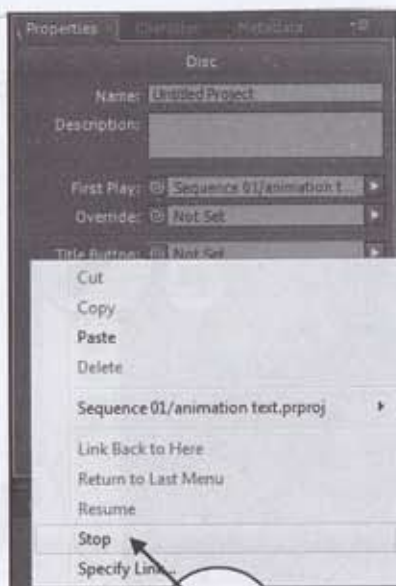 Properties Character Metadata
Disc
Name: Untitled Project
Description:
First Play: Sequence 01/animation t...
Override: Not Set
Title Button: Not Set
Cut
Copy
Paste
Delete
Sequence 01/animation text.prproj
Link Back to Here
Return to Last Menu
Resume
Stop
Specify Link...